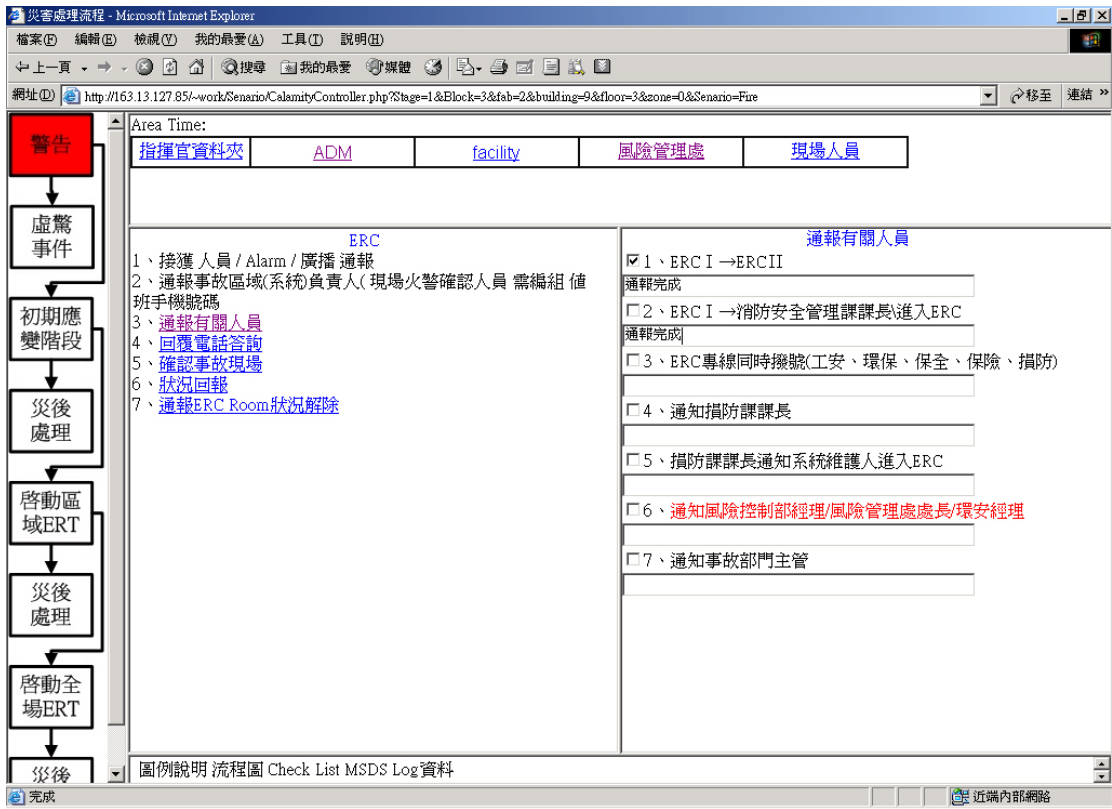 災害處理流程 - Microsoft Internet Explorer
檔案(F) 編輯(E) 檢視(V) 我的最愛(A) 工具(T) 說明(H)
上一頁 搜尋 我的最愛 媒體
網址(D) http://163.13.127.85/~work/Senario/CalamityController.php?Stage=1&Block=3&fab=2&building=9&floor=3&zone=0&Senario=Fire 移至 連結 »
警告
虛驚
事件
初期應
變階段
災後
處理
啓動區
域ERT
災後
處理
啓動全
場ERT
災後
Area Time:
指揮官資料夾 ADM facility 風險管理處 現場人員
ERC
1、接獲 人員 / Alarm / 廣播 通報
2、通報事故區域(系統)負責人( 現場火警確認人員 需編組 值
班手機號碼
3、通報有關人員
4、回覆電話答詢
5、確認事故現場
6、狀況回報
7、通報ERC Room狀況解除
通報有關人員
1、ERC I →ERCII
通報完成
2、ERC I →消防安全管理課課長\進入ERC
通報完成
3、ERC專線同時撥號(工安、環保、保全、保險、損防)
4、通知損防課課長
5、損防課課長通知系統維護人進入ERC
6、通知風險控制部經理/風險管理處處長/環安經理
7、通知事故部門主管
圖例說明 流程圖 Check List MSDS Log資料
完成 近端內部網路